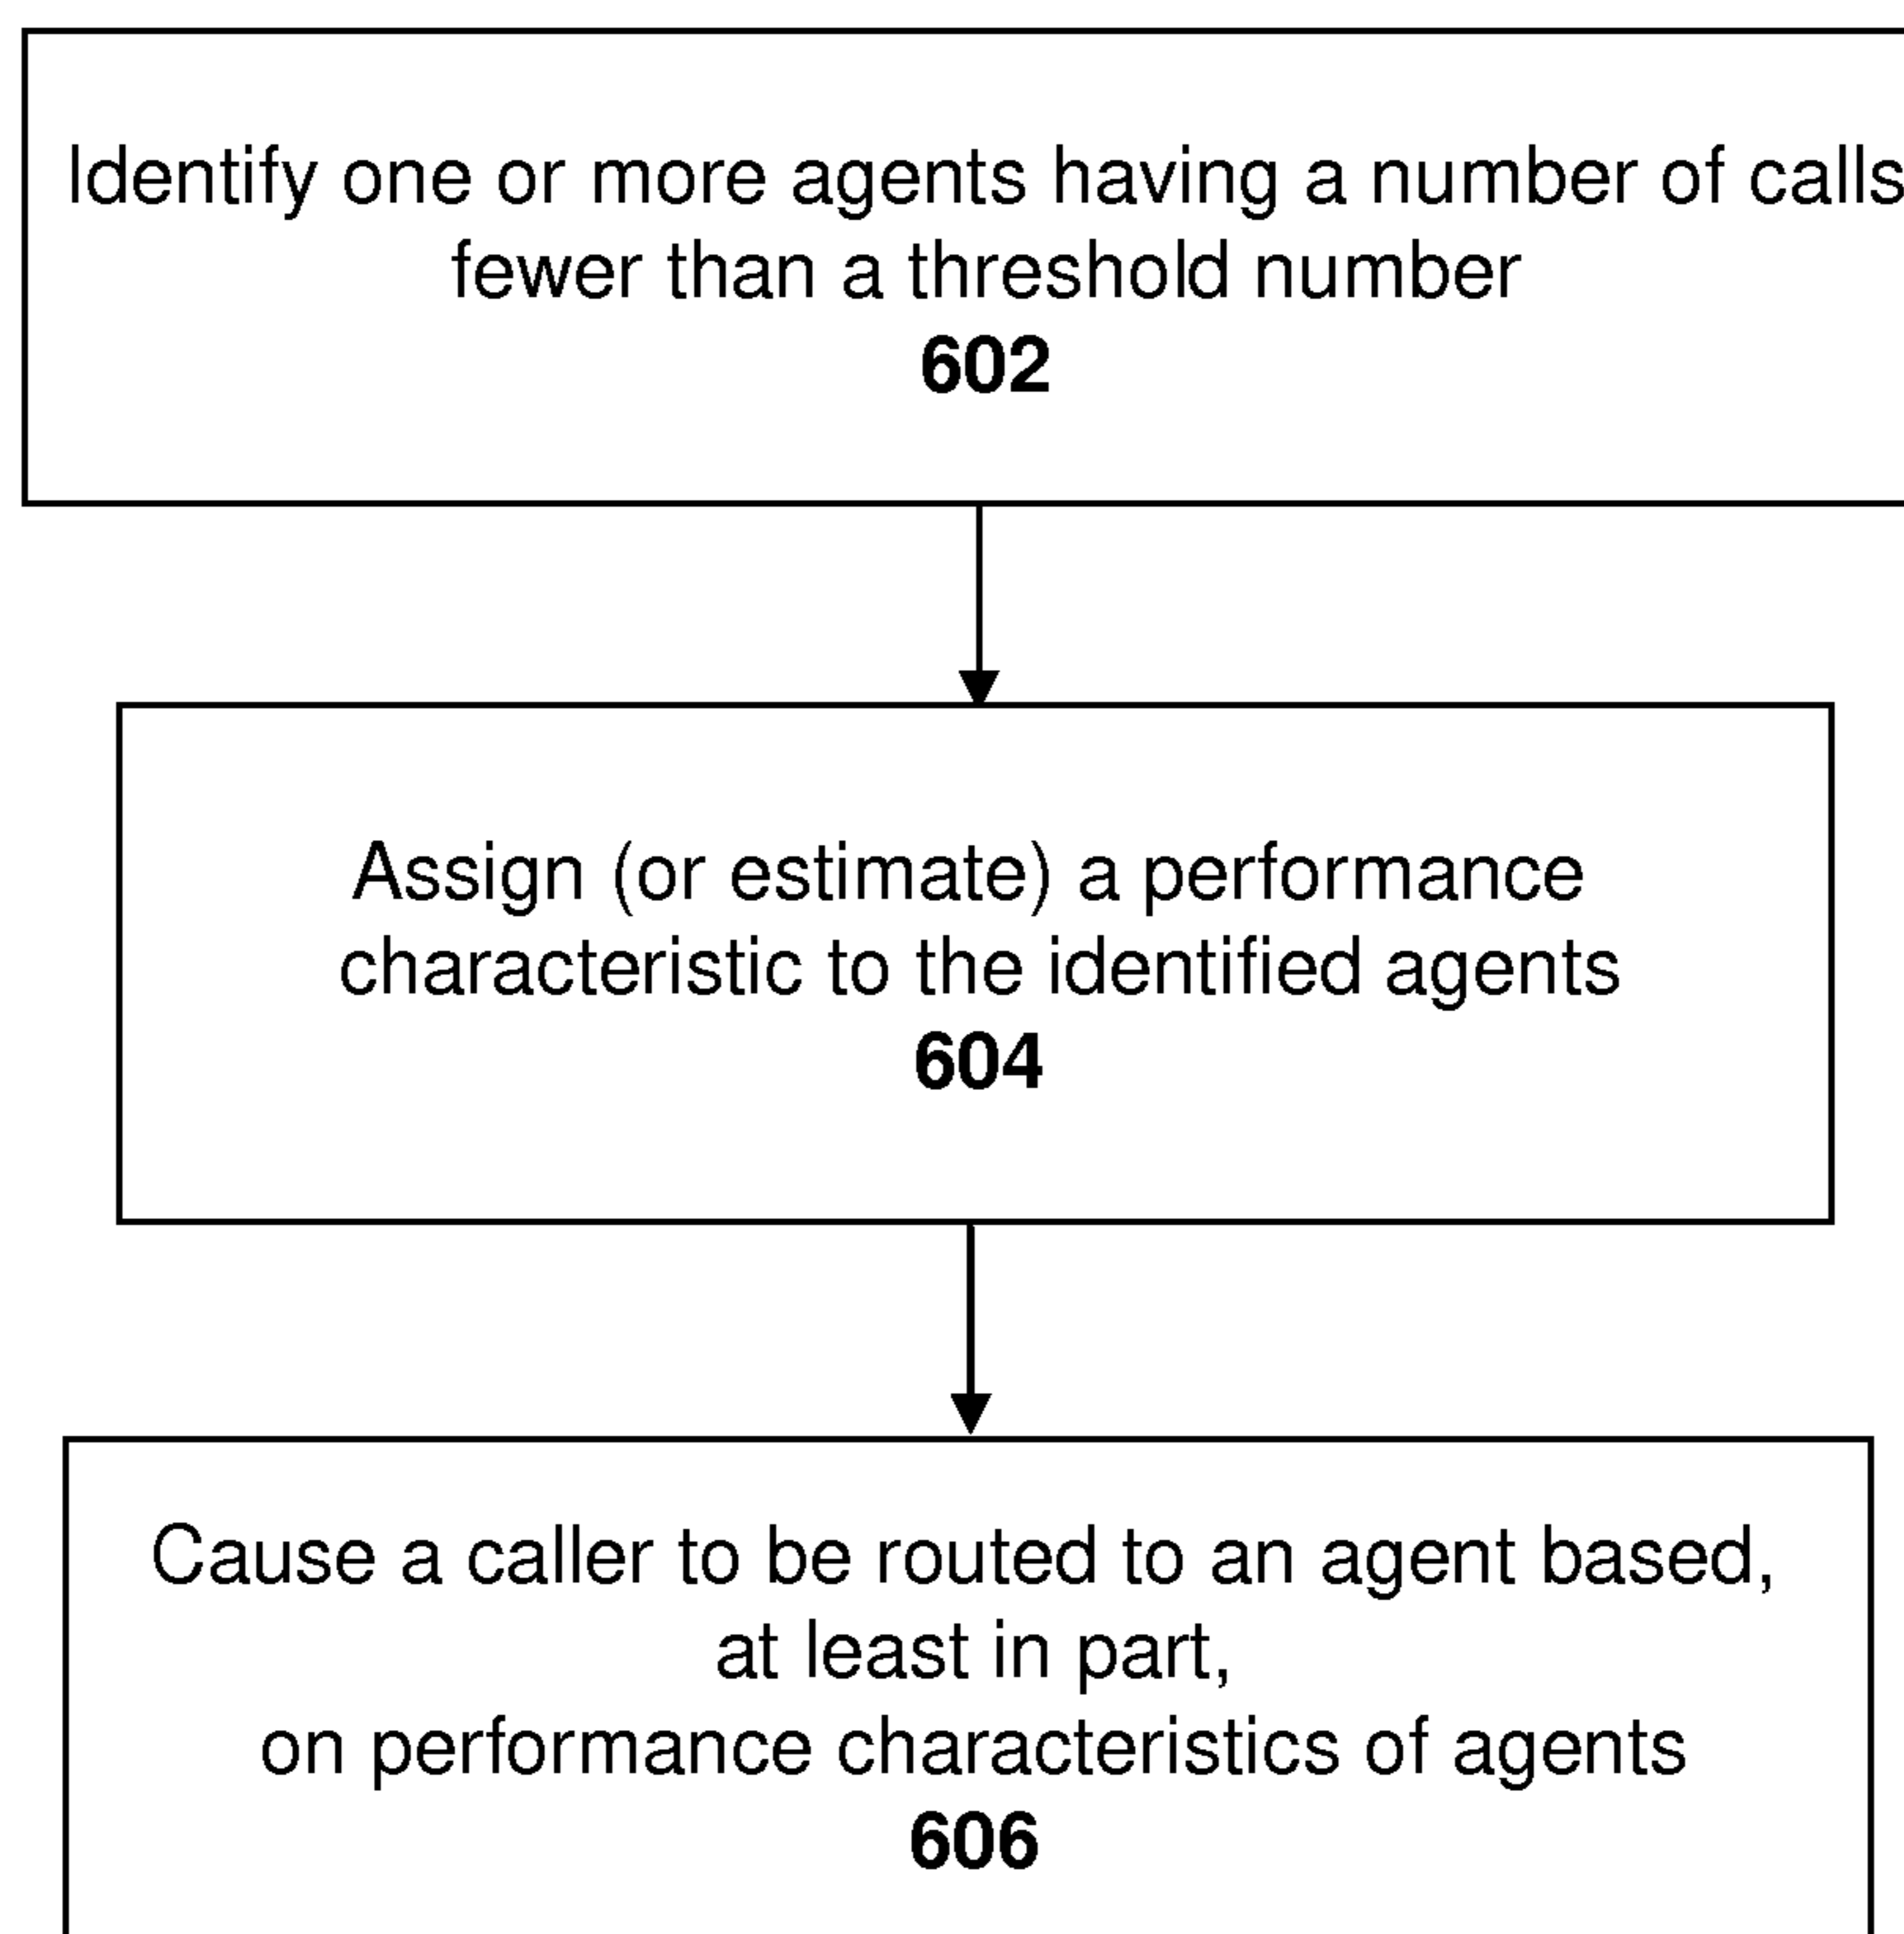 Identify one or more agents having a number of calls
fewer than a threshold number
602
Assign (or estimate) a performance
characteristic to the identified agents
604
Cause a caller to be routed to an agent based,
at least in part,
on performance characteristics of agents
606